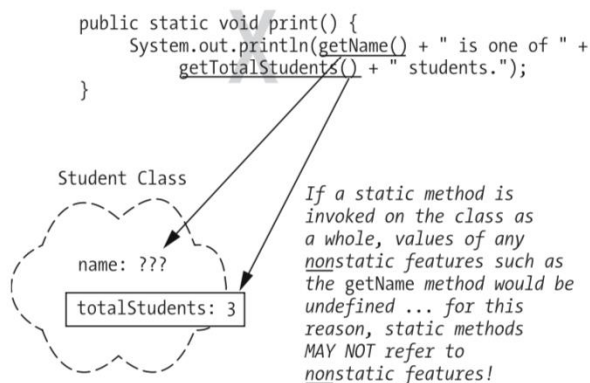 public static void print() {
System.out.println(getName() + " is one of " +
getTotalStudents() + " students.");
}
Student Class
name: ???
totalStudents: 3
If a static method is
invoked on the class as
a whole, values of any
nonstatic features such as
the getName method would be
undefined ... for this
reason, static methods
MAY NOT refer to
nonstatic features!